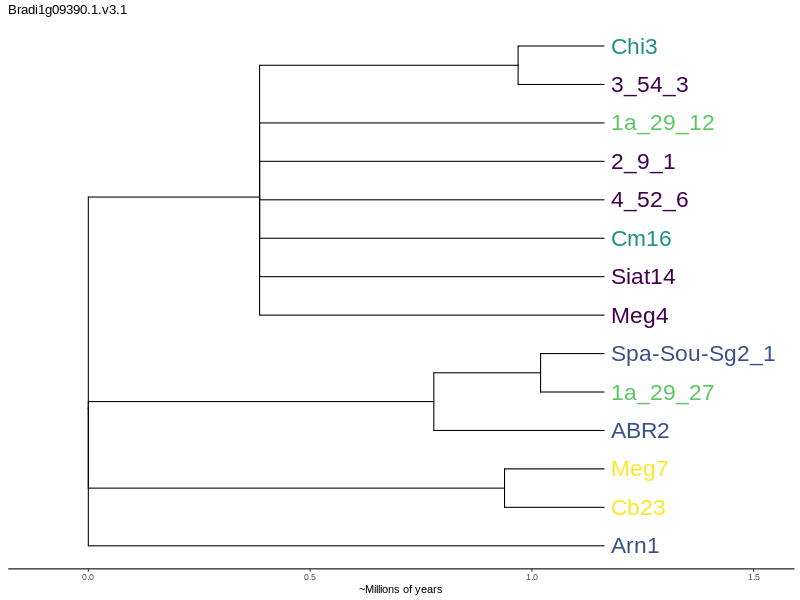 Bradi1g09390.1.v3.1
Chi3
3_54_3
1a_29_12
2_9_1
4_52_6
Cm16
Siat14
Meg4
Spa-Sou-Sg2_1
1a_29_27
ABR2
Meg7
Cb23
Arn1
0.0 0.5 1.0 1.5
~Millions of years